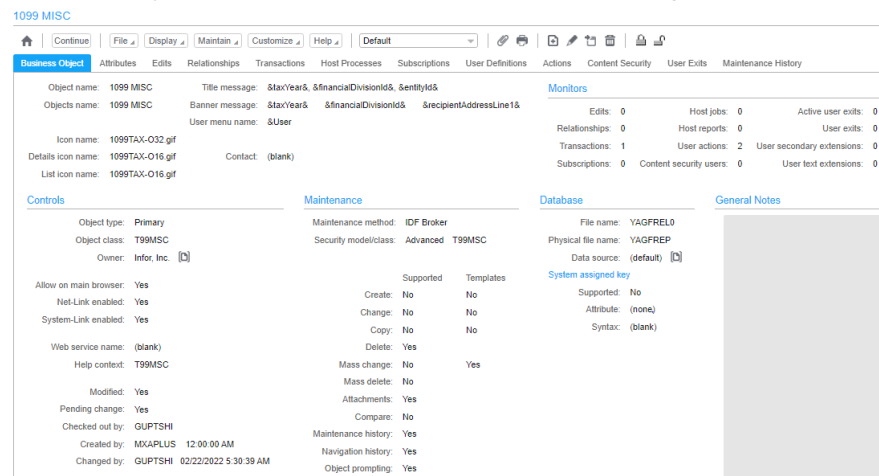 1099 MISC
Continue File Display Maintain Customize Help Default
Business Object Attributes Edits Relationships Transactions Host Processes Subscriptions User Definitions Actions Content Security User Exits Maintenance History
Object name: 1099 MISC Title message: &taxYear&, &financialDivisionId&, &entityId& Monitors
Objects name: 1099 MISC Banner message: &taxYear& &financialDivisionId& &recipientAddressLine1& Edits: 0 Host jobs: 0 Active user exits: 0
User menu name: &User Relationships: 0 Host reports: 0 User exits: 0
Icon name: 1099TAX-O32.gif Transactions: 1 User actions: 2 User secondary extensions: 0
Details icon name: 1099TAX-O16.gif Contact: (blank) Subscriptions: 0 Content security users: 0 User text extensions: 0
List icon name: 1099TAX-O16.gif
Controls Maintenance Database General Notes
Object type: Primary Maintenance method: IDF Broker File name: YAGFREL0
Object class: T99MSC Security model/class: Advanced T99MSC Physical file name: YAGFREP
Owner: Infor, Inc. Data source: (default)
Supported Templates System assigned key
Allow on main browser: Yes Create: No No Supported: No
Net-Link enabled: Yes Change: No No Attribute: (none)
System-Link enabled: Yes Copy: No No Syntax: (blank)
Web service name: (blank) Delete: Yes
Help context: T99MSC Mass change: No Yes
Mass delete: No
Modified: Yes Attachments: Yes
Pending change: Yes Compare: No
Checked out by: GUPTSHI Maintenance history: Yes
Created by: MXAPLUS 12:00:00 AM Navigation history: Yes
Changed by: GUPTSHI 02/22/2022 5:30:39 AM Object prompting: Yes